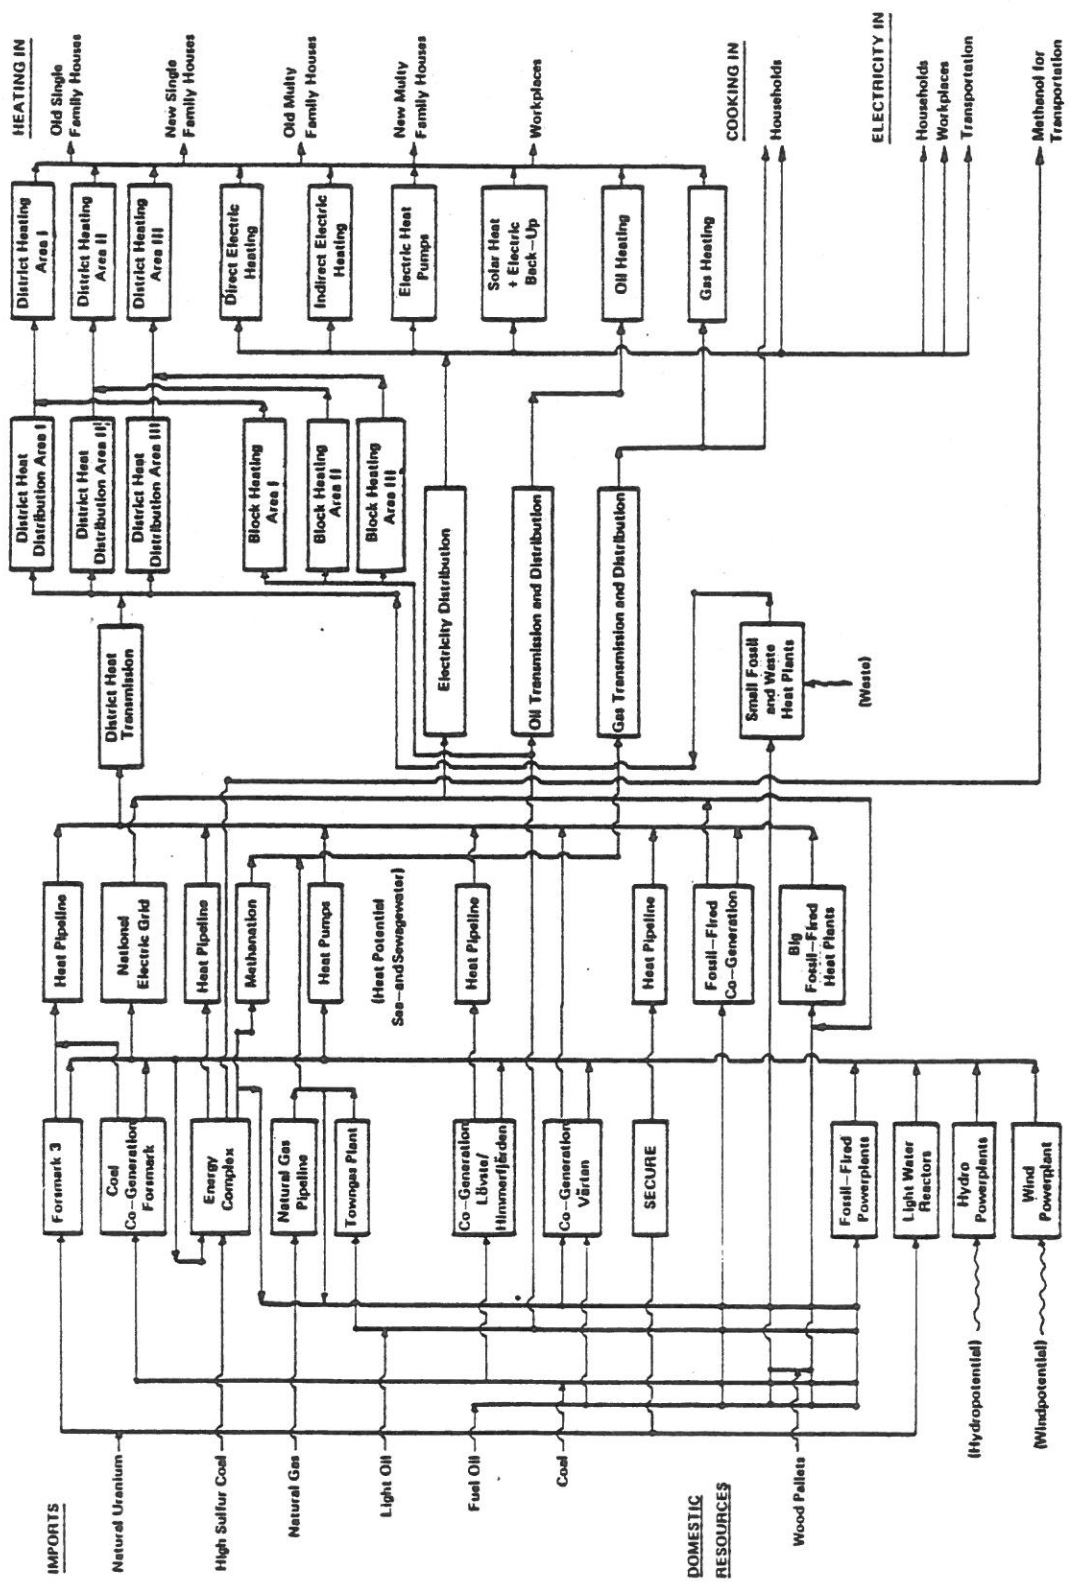 IMPORTS
Natural Uranium
High Sulfur Coal
Natural Gas
Light Oil
Fuel Oil
Coal
DOMESTIC
RESOURCES
Wood Pallets
(Hydropotential)
(Windpotential)
Forsmark 3
Coal
Co-Generation
Forsmark
Energy
Complex
Natural Gas
Pipeline
Towngas Plant
Co-Generation
Lövsta/
Himmerfjärden
Co-Generation
Värtan
SECURE
Fossil-Fired
Powerplants
Light Water
Reactors
Hydro
Powerplants
Wind
Powerplant
Heat Pipeline
National
Electric Grid
Heat Pipeline
Methanation
Heat Pumps
(Heat Potential
Sea-and Sewagewater)
Heat Pipeline
Heat Pipeline
Fossil-Fired
Co-Generation
Big
Fossil-Fired
Heat Plants
District Heat
Transmission
Electricity Distribution
Oil Transmission and Distribution
Gas Transmission and Distribution
Small Fossil
and Waste
Heat Plants
(Waste)
District Heat
Distribution Area I
District Heat
Distribution Area II
District Heat
Distribution Area III
Block Heating
Area I
Block Heating
Area II
Block Heating
Area III
District Heating
Area I
District Heating
Area II
District Heating
Area III
Direct Electric
Heating
Indirect Electric
Heating
Electric Heat
Pumps
Solar Heat
+ Electric
Back-Up
Oil Heating
Gas Heating
HEATING IN
Old Single
Family Houses
New Single
Family Houses
Old Multy
Family Houses
New Multy
Family Houses
Workplaces
COOKING IN
Households
ELECTRICITY IN
Households
Workplaces
Transportation
Methanol for
Transportation